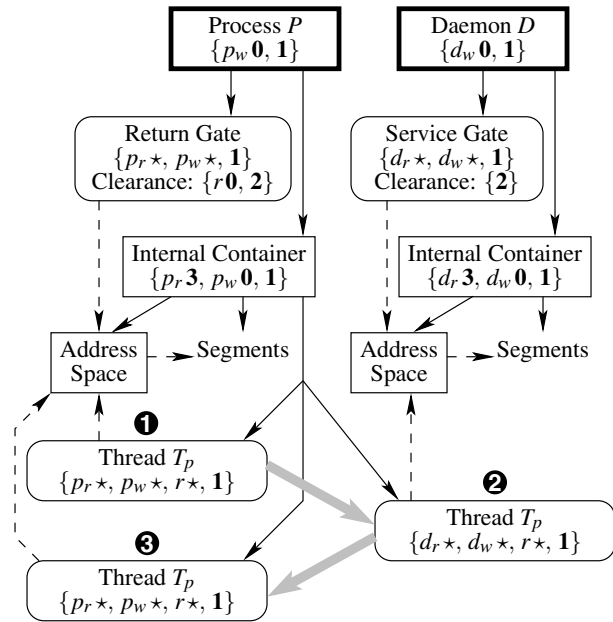 Process P
{p_w 0, 1}
Daemon D
{d_w 0, 1}
Return Gate
{p_r ⋆, p_w ⋆, 1}
Clearance: {r 0, 2}
Service Gate
{d_r ⋆, d_w ⋆, 1}
Clearance: {2}
Internal Container
{p_r 3, p_w 0, 1}
Internal Container
{d_r 3, d_w 0, 1}
Address
Space
Segments
Address
Space
Segments
❶
Thread T_p
{p_r ⋆, p_w ⋆, r⋆, 1}
❷
Thread T_p
{d_r ⋆, d_w ⋆, r⋆, 1}
❸
Thread T_p
{p_r ⋆, p_w ⋆, r⋆, 1}